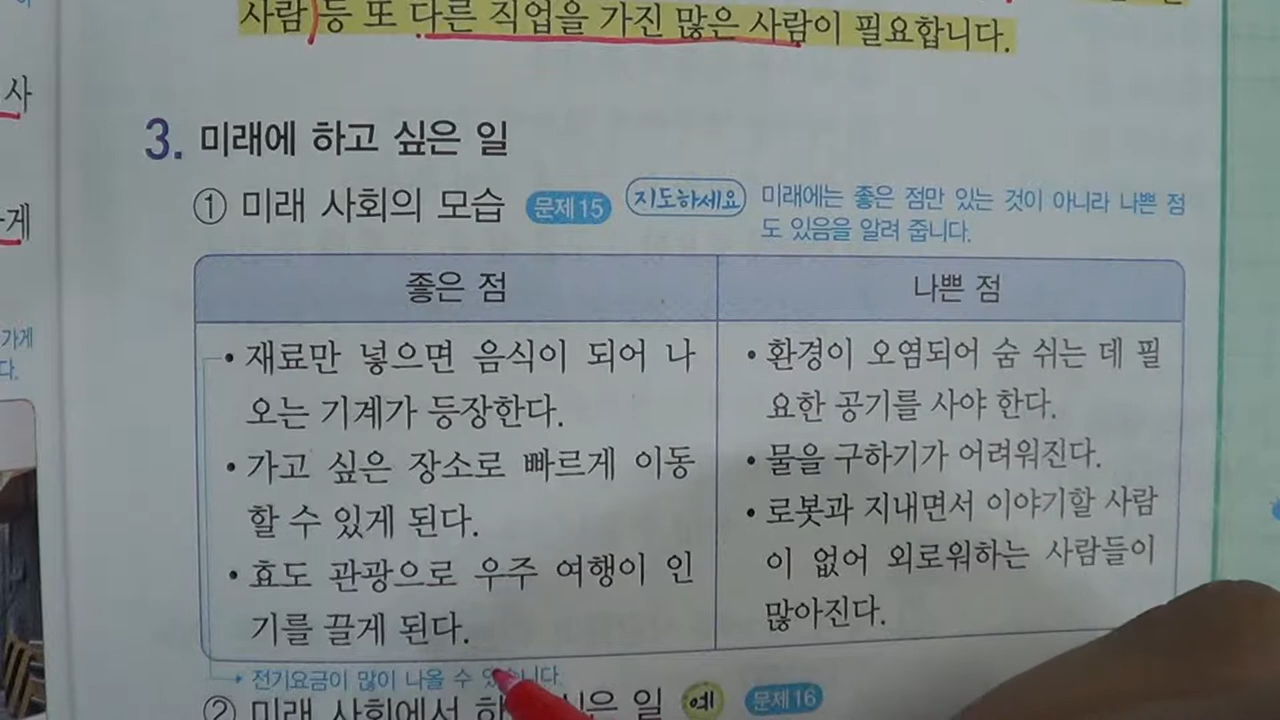 사람) 등 또 다른 직업을 가진 많은 사람이 필요합니다.
사
게
가게
다.
3. 미래에 하고 싶은 일
① 미래 사회의 모습 문제 15 지도하세요 미래에는 좋은 점만 있는 것이 아니라 나쁜 점
도 있음을 알려 줍니다.
좋은 점
• 재료만 넣으면 음식이 되어 나
오는 기계가 등장한다.
• 가고 싶은 장소로 빠르게 이동
할 수 있게 된다.
• 효도 관광으로 우주 여행이 인
기를 끌게 된다.
나쁜 점
• 환경이 오염되어 숨 쉬는 데 필
요한 공기를 사야 한다.
• 물을 구하기가 어려워진다.
• 로봇과 지내면서 이야기할 사람
이 없어 외로워하는 사람들이
많아진다.
전기요금이 많이 나올 수 있습니다.
② 미래 사회에서 하고 싶은 일 예 문제 16